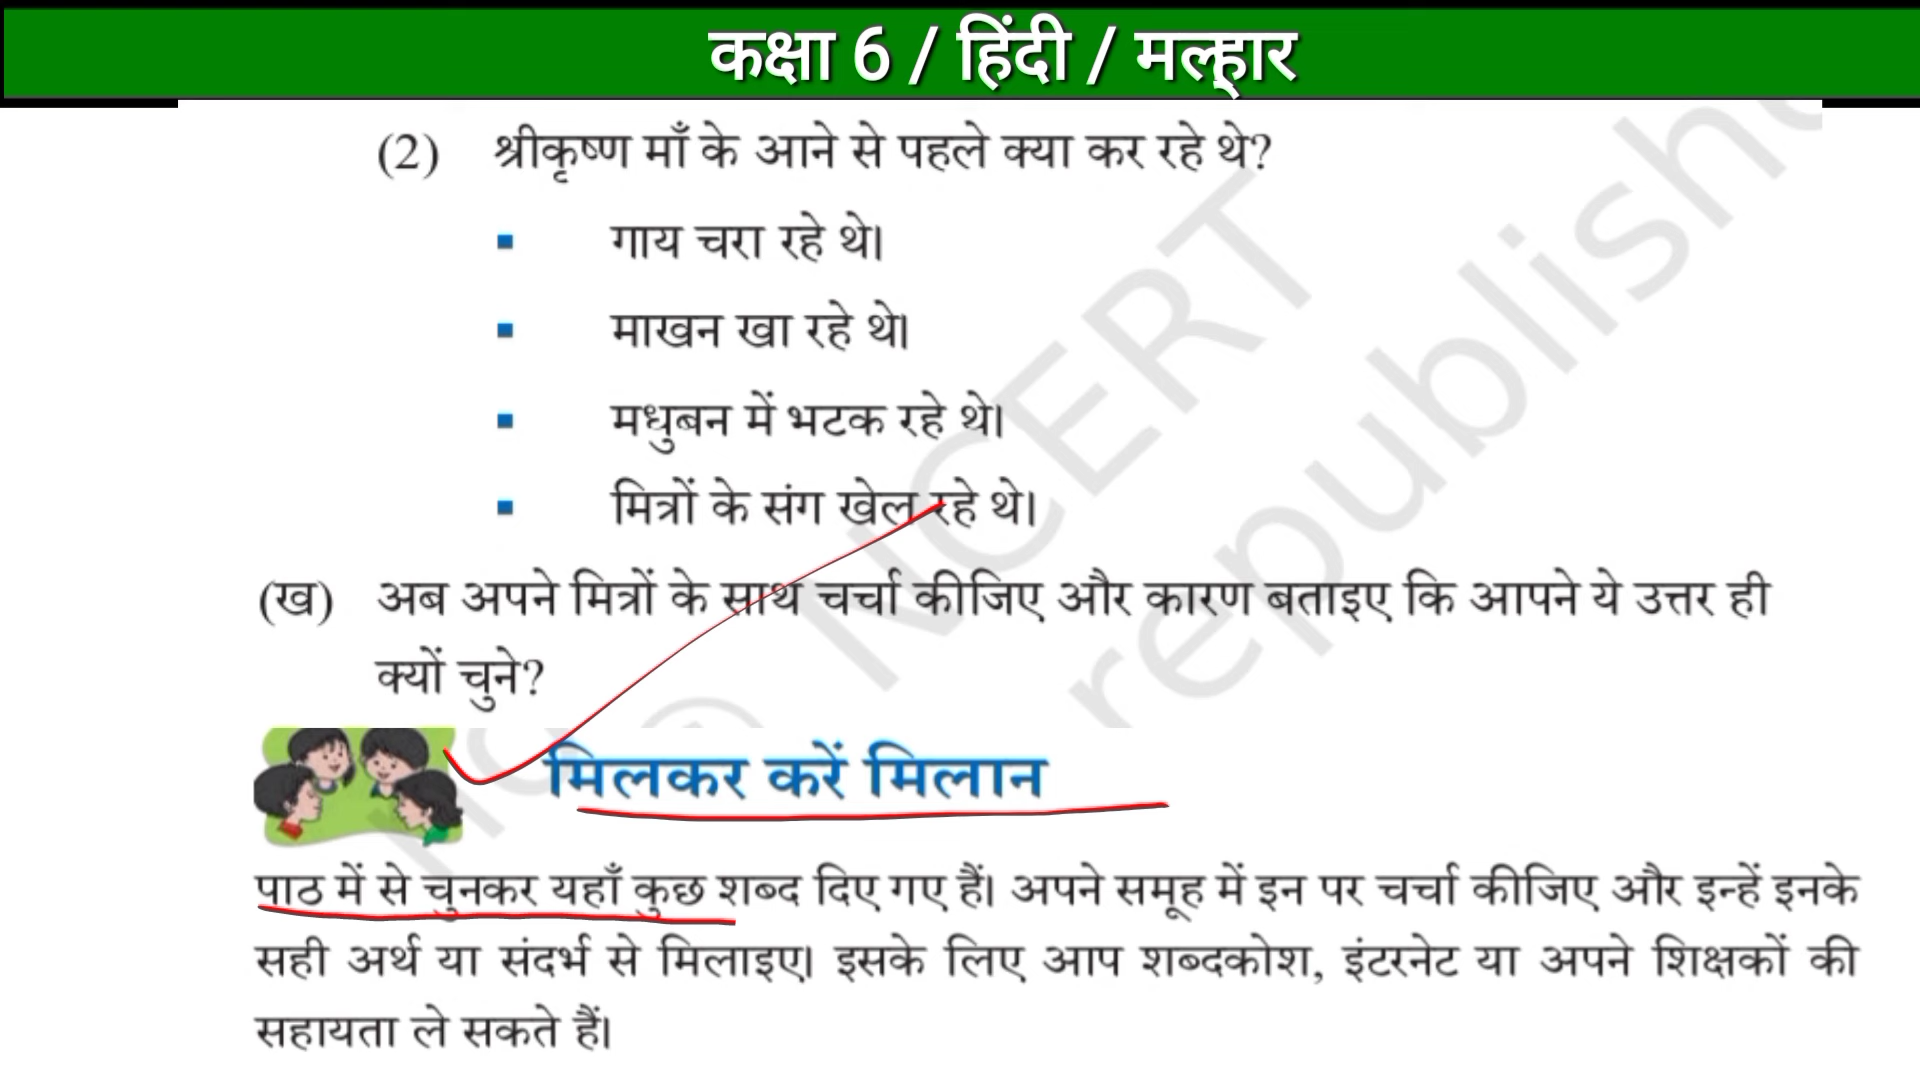 कक्षा 6 / हिंदी / मल्हार
(2) श्रीकृष्ण माँ के आने से पहले क्या कर रहे थे?
▪ गाय चरा रहे थे।
▪ माखन खा रहे थे।
▪ मधुबन में भटक रहे थे।
▪ मित्रों के संग खेल रहे थे।
(ख) अब अपने मित्रों के साथ चर्चा कीजिए और कारण बताइए कि आपने ये उत्तर ही
क्यों चुने?
मिलकर करें मिलान
पाठ में से चुनकर यहाँ कुछ शब्द दिए गए हैं। अपने समूह में इन पर चर्चा कीजिए और इन्हें इनके
सही अर्थ या संदर्भ से मिलाइए। इसके लिए आप शब्दकोश, इंटरनेट या अपने शिक्षकों की
सहायता ले सकते हैं।
© NCERT
republishe